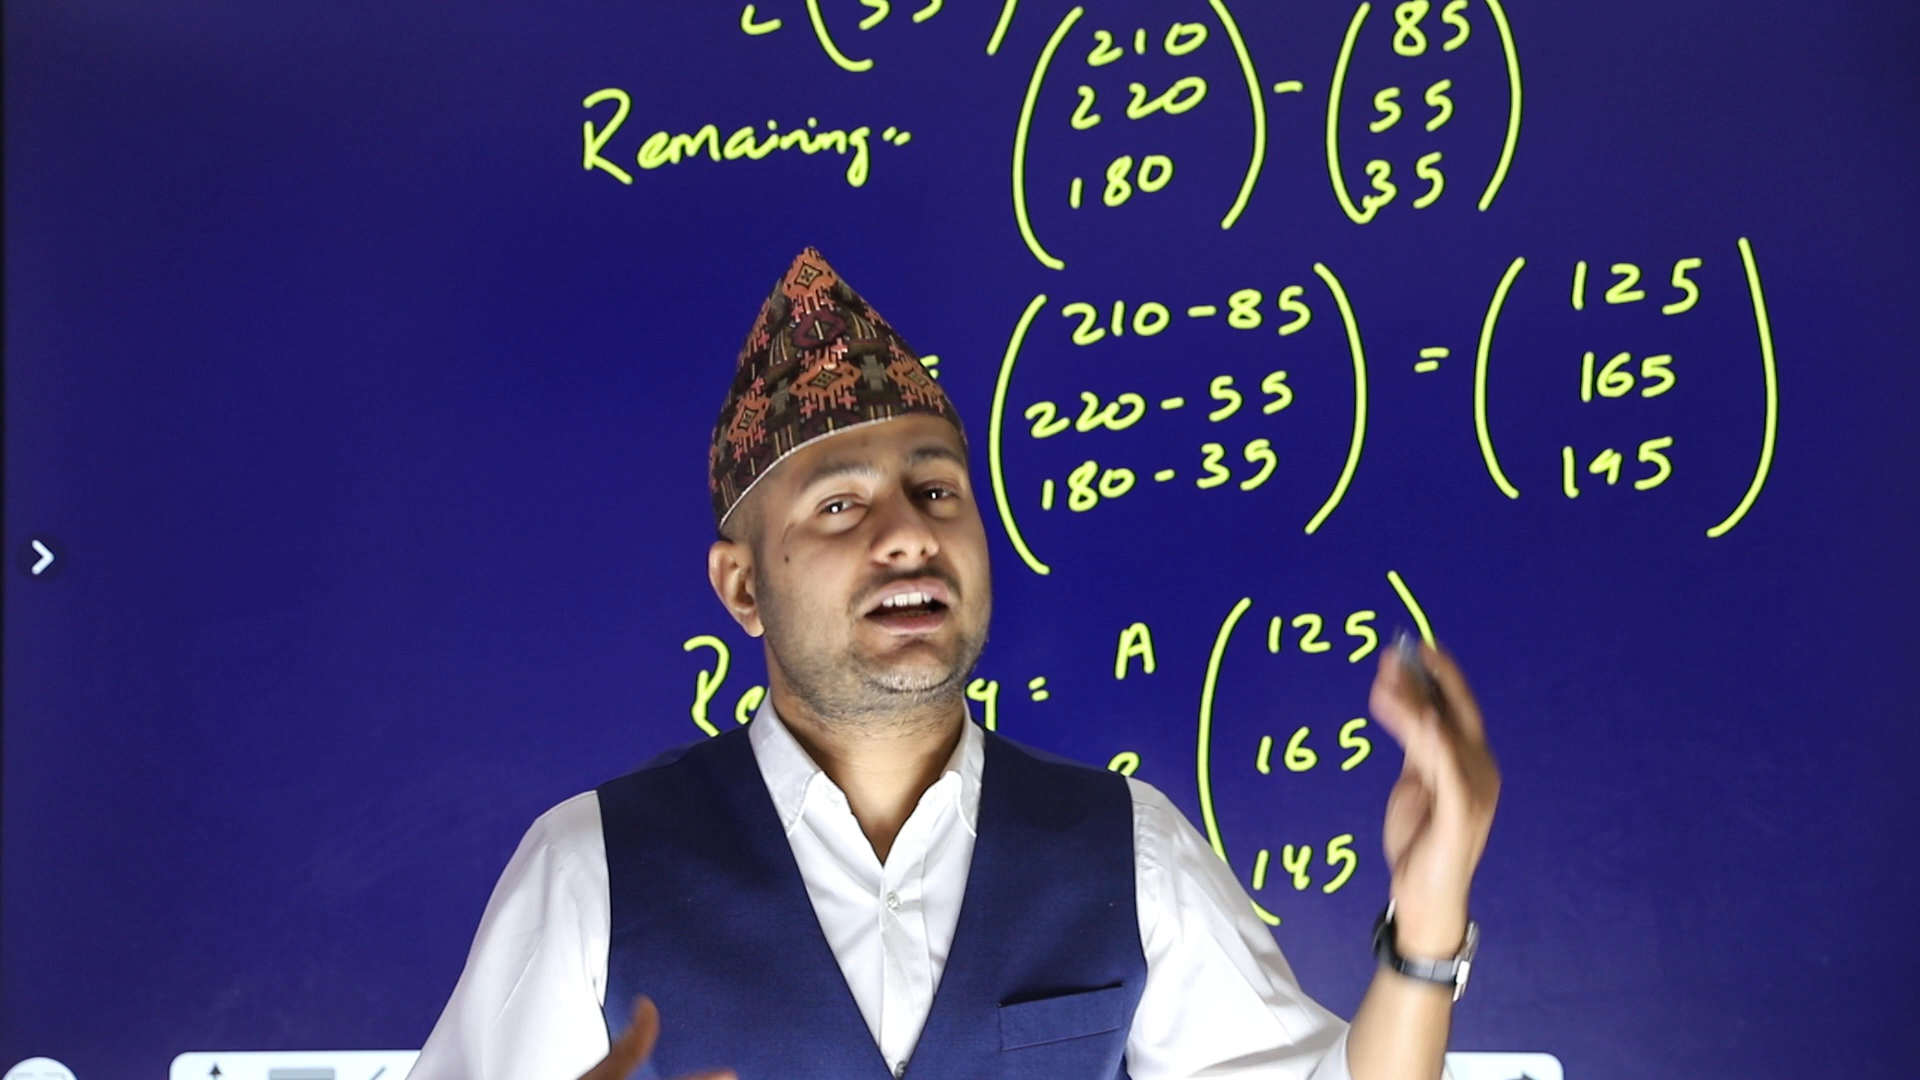 210 85
Remaining = 220 - 55
180 35
= 210-85 125
220-55 = 165
180-35 145
A 125
165
145